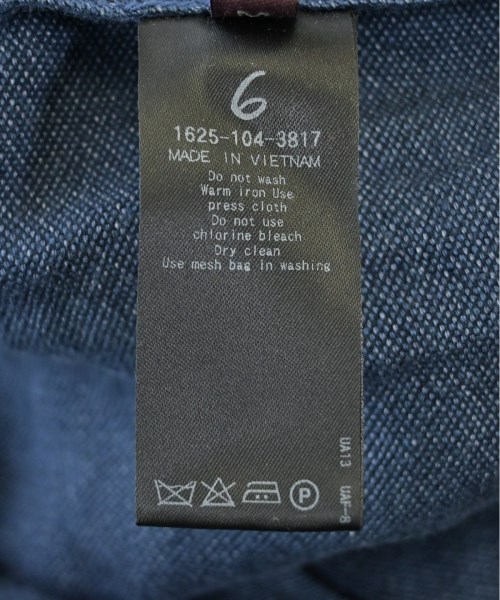 6
1625-104-3817
MADE IN VIETNAM
Do not wash
Warm iron Use
press cloth
Do not use
chlorine bleach
Dry clean
Use mesh bag in washing
UA13 UAF-8
P